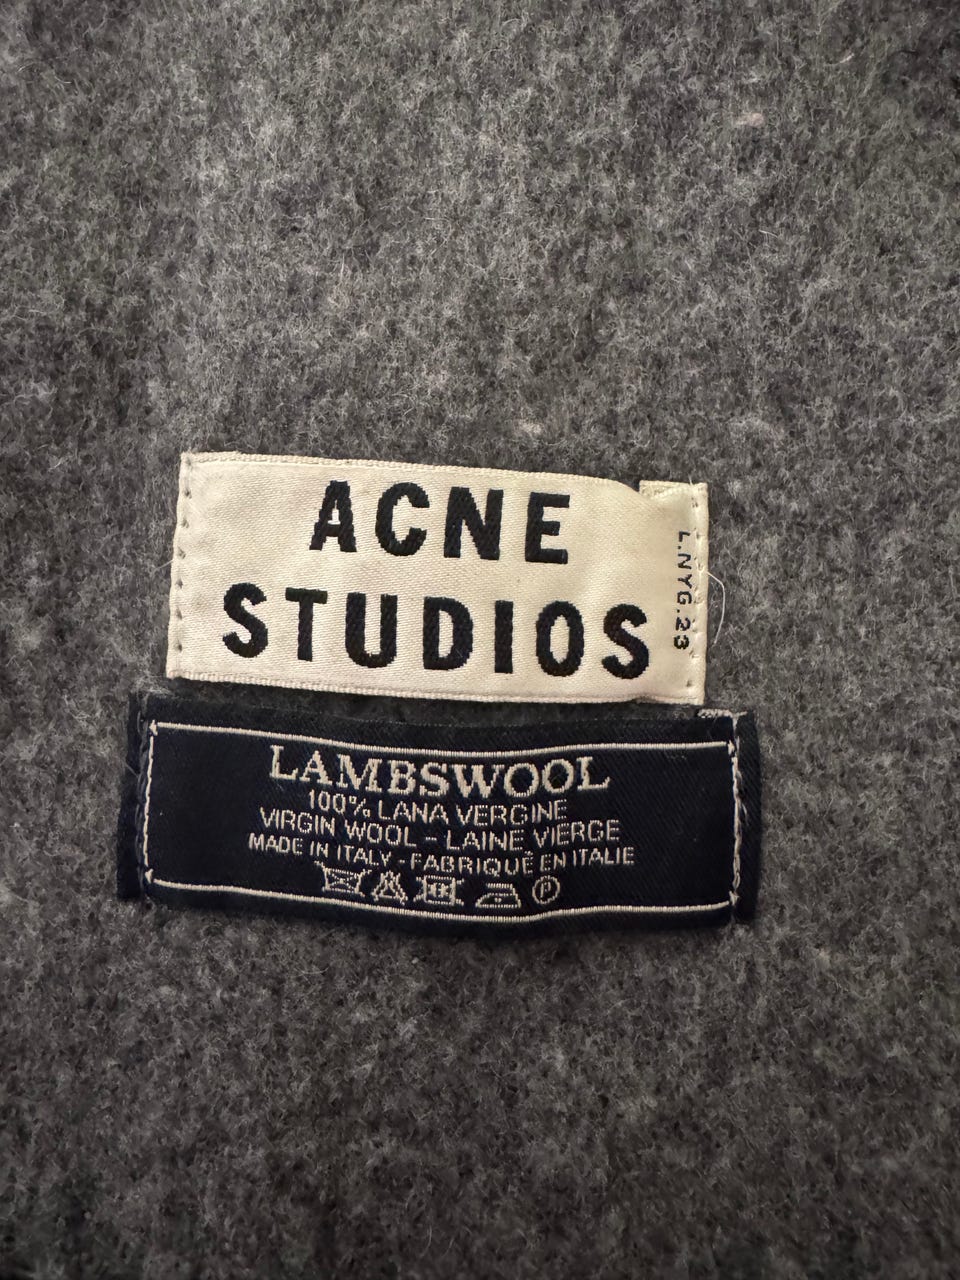 ACNE
STUDIOS
L.NYG.23
LAMBSWOOL
100% LANA VERGINE
VIRGIN WOOL - LAINE VIERGE
MADE IN ITALY - FABRIQUÉ EN ITALIE
P